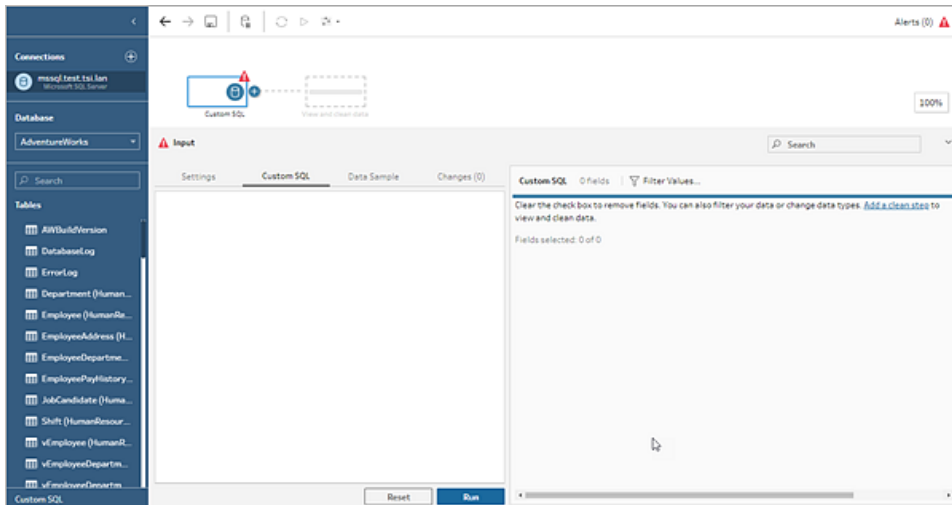 Alerts (0)
Connections
mssql.test.tsi.lan
Microsoft SQL Server
Database
AdventureWorks
Search
Tables
AWBuildVersion
DatabaseLog
ErrorLog
Department (Human...
Employee (HumanRe...
EmployeeAddress (H...
EmployeeDepartme...
EmployeePayHistory...
JobCandidate (Huma...
Shift (HumanResour...
vEmployee (HumanR...
vEmployeeDepartm...
vEmployeeDepartm
Custom SQL
Custom SQL
View and clean data
100%
Input
Search
Settings
Custom SQL
Data Sample
Changes (0)
Reset
Run
Custom SQL 0 fields Filter Values...
Clear the check box to remove fields. You can also filter your data or change data types. Add a clean step to
view and clean data.
Fields selected: 0 of 0